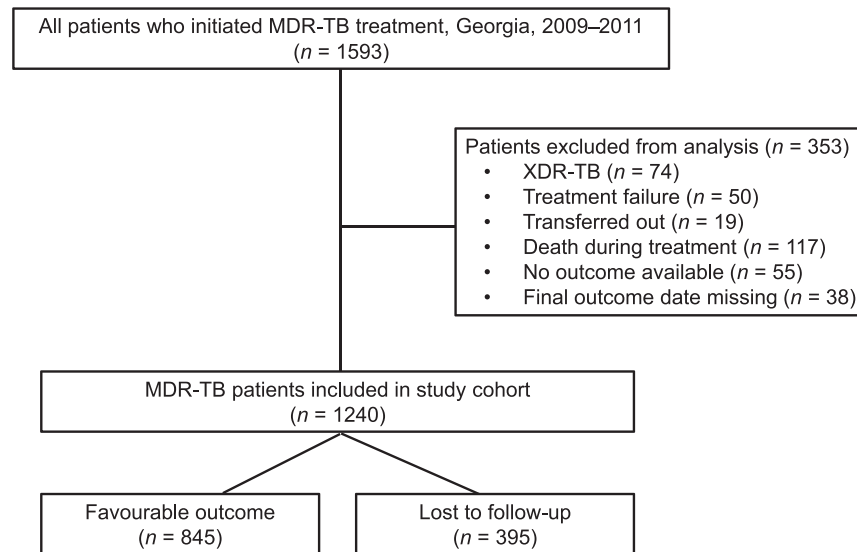 All patients who initiated MDR-TB treatment, Georgia, 2009–2011
(n = 1593)
Patients excluded from analysis (n = 353)
• XDR-TB (n = 74)
• Treatment failure (n = 50)
• Transferred out (n = 19)
• Death during treatment (n = 117)
• No outcome available (n = 55)
• Final outcome date missing (n = 38)
MDR-TB patients included in study cohort
(n = 1240)
Favourable outcome
(n = 845)
Lost to follow-up
(n = 395)